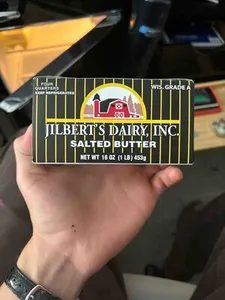 FOUR
QUARTERS
KEEP REFRIGERATED
WIS. GRADE A
JILBERT'S DAIRY, INC.
SALTED BUTTER
NET WT 16 OZ (1 LB) 453g